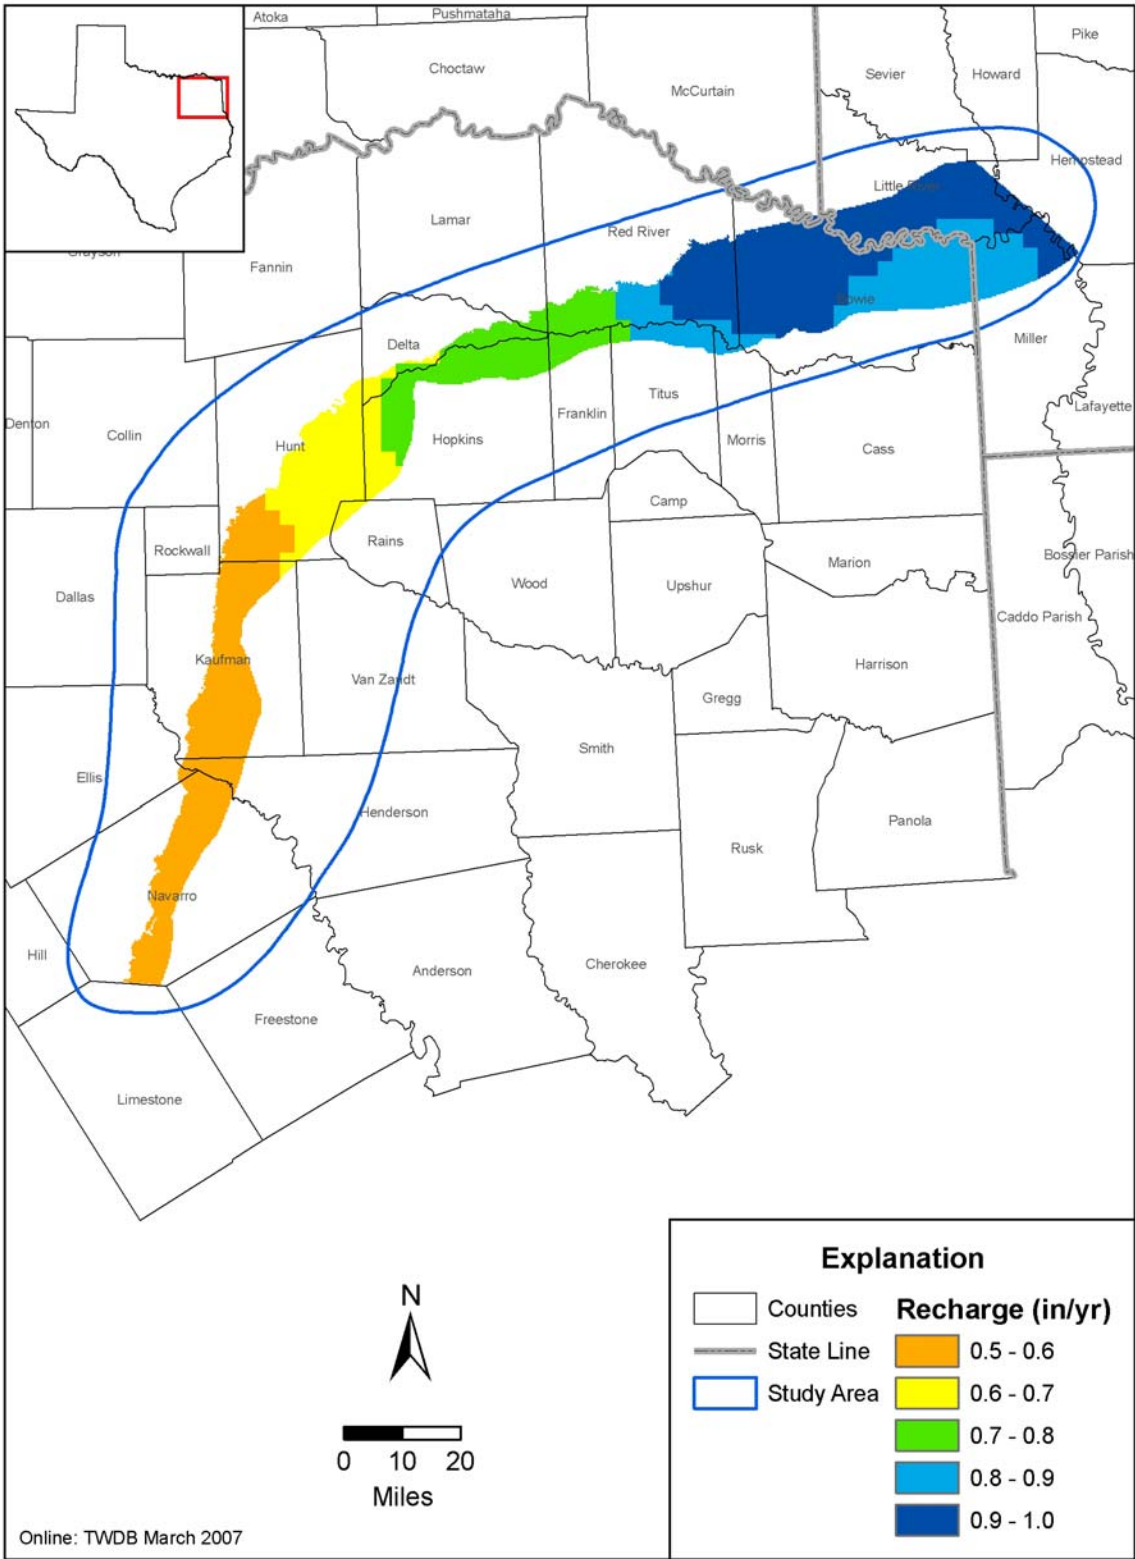 Atoka
Pushmataha
Pike
Choctaw
Sevier
Howard
McCurtain
Hempstead
Little River
Lamar
Red River
Grayson
Fannin
Bowie
Miller
Delta
Titus
Lafayette
Denton
Collin
Franklin
Hunt
Hopkins
Morris
Cass
Camp
Rockwall
Rains
Bossier Parish
Marion
Dallas
Wood
Upshur
Caddo Parish
Kaufman
Harrison
Van Zandt
Gregg
Smith
Ellis
Henderson
Panola
Rusk
Navarro
Hill
Anderson
Cherokee
Freestone
Limestone
Explanation
Counties
State Line
Study Area
Recharge (in/yr)
0.5 - 0.6
0.6 - 0.7
0.7 - 0.8
0.8 - 0.9
0.9 - 1.0
N
0 10 20
Miles
Online: TWDB March 2007